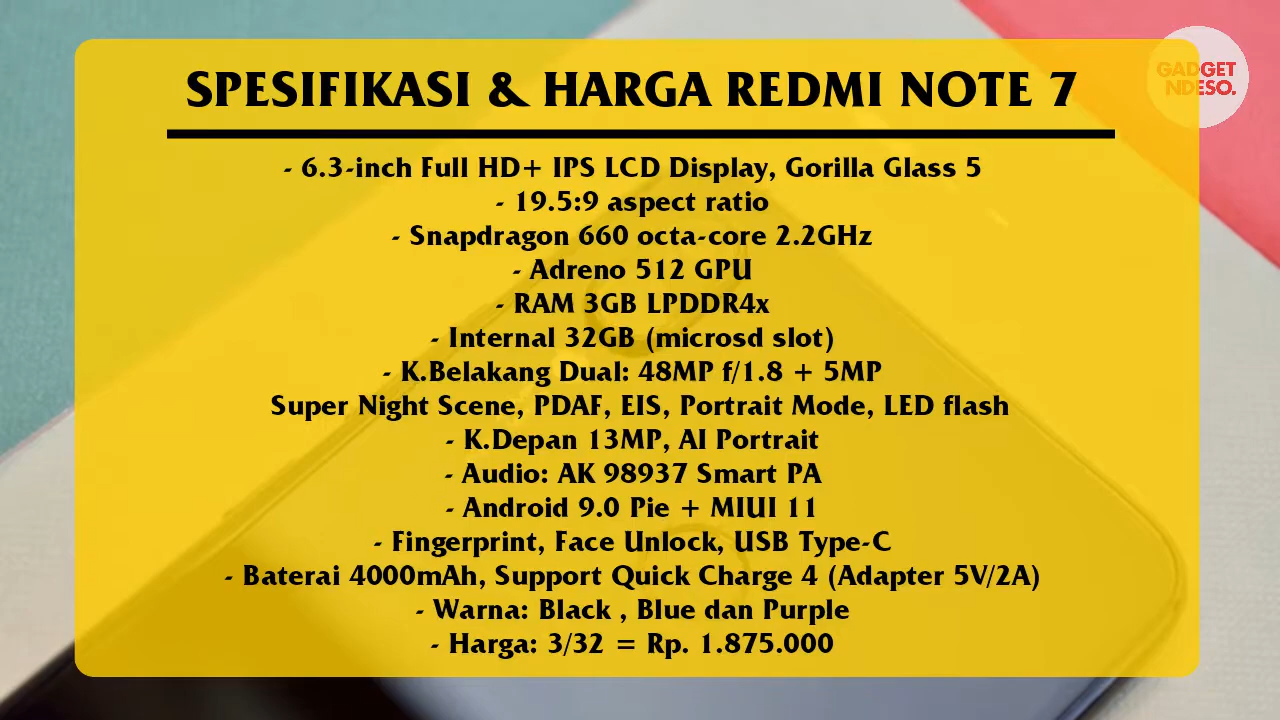 SPESIFIKASI & HARGA REDMI NOTE 7
GADGET
NDESO.
- 6.3-inch Full HD+ IPS LCD Display, Gorilla Glass 5
- 19.5:9 aspect ratio
- Snapdragon 660 octa-core 2.2GHz
- Adreno 512 GPU
- RAM 3GB LPDDR4x
- Internal 32GB (microsd slot)
- K.Belakang Dual: 48MP f/1.8 + 5MP
Super Night Scene, PDAF, EIS, Portrait Mode, LED flash
- K.Depan 13MP, AI Portrait
- Audio: AK 98937 Smart PA
- Android 9.0 Pie + MIUI 11
- Fingerprint, Face Unlock, USB Type-C
- Baterai 4000mAh, Support Quick Charge 4 (Adapter 5V/2A)
- Warna: Black , Blue dan Purple
- Harga: 3/32 = Rp. 1.875.000